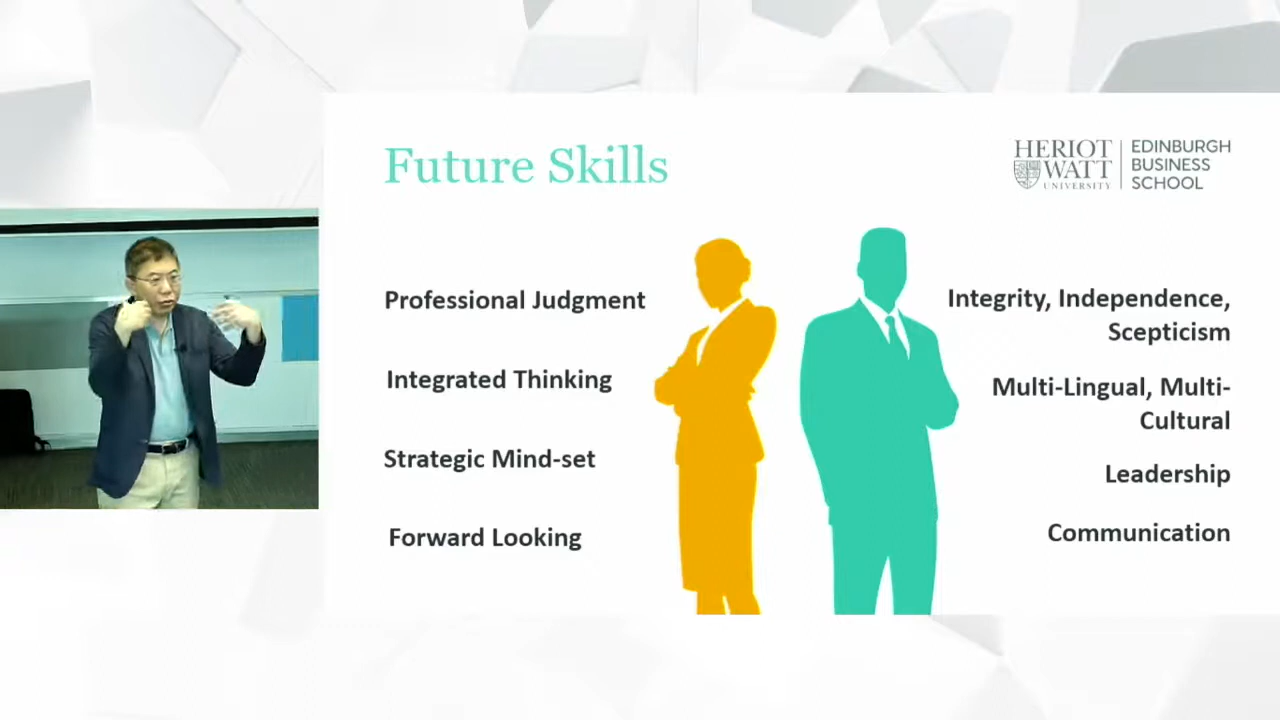 Future Skills
HERIOT
WATT
UNIVERSITY
EDINBURGH
BUSINESS
SCHOOL
Professional Judgment
Integrated Thinking
Strategic Mind-set
Forward Looking
Integrity, Independence,
Scepticism
Multi-Lingual, Multi-
Cultural
Leadership
Communication